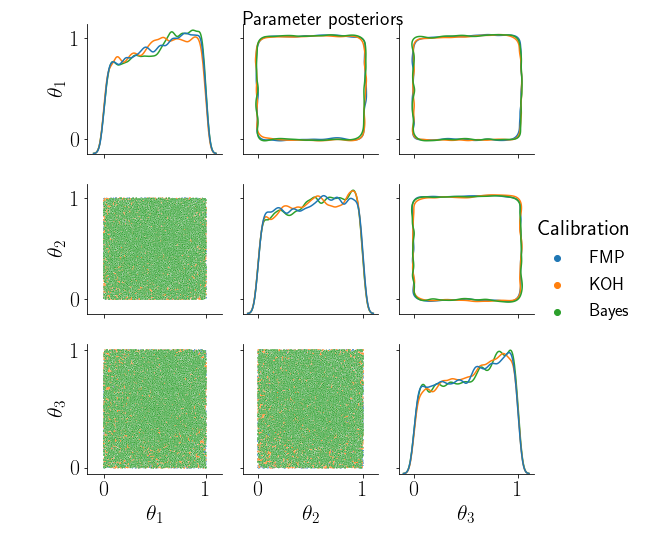 Parameter posteriors
1
0
θ1
1
0
θ2
Calibration
FMP
KOH
Bayes
1
0
θ3
0 1 0 1 0 1
θ1 θ2 θ3